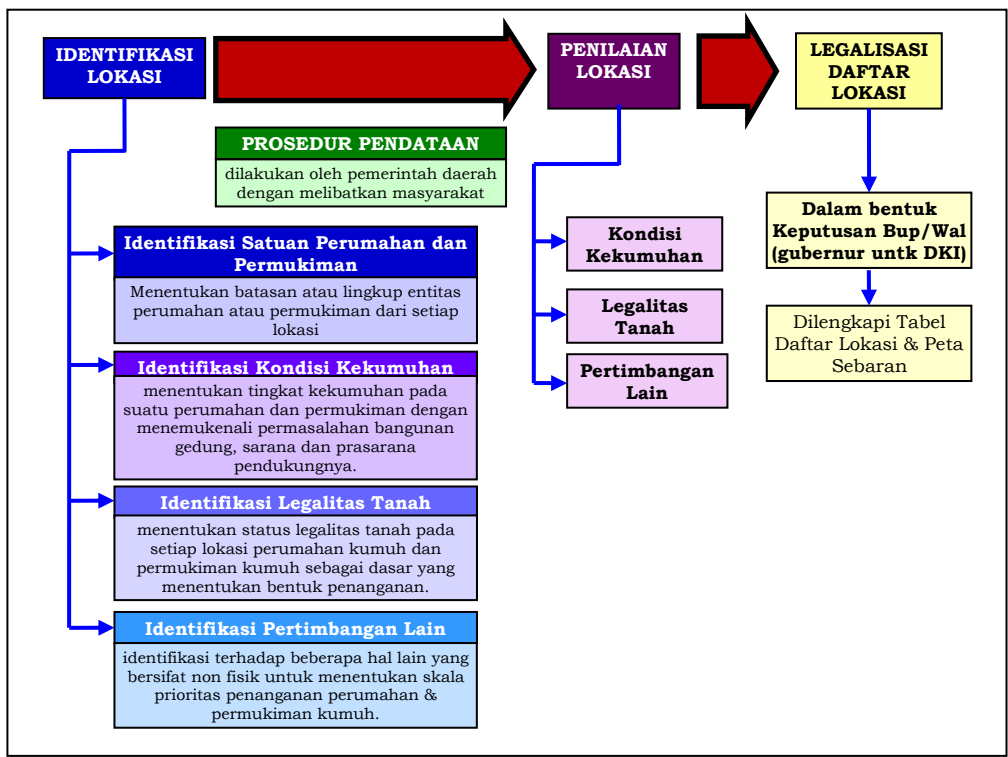 IDENTIFIKASI
LOKASI
PENILAIAN
LOKASI
LEGALISASI
DAFTAR
LOKASI
PROSEDUR PENDATAAN
dilakukan oleh pemerintah daerah
dengan melibatkan masyarakat
Identifikasi Satuan Perumahan dan
Permukiman
Menentukan batasan atau lingkup entitas
perumahan atau permukiman dari setiap
lokasi
Identifikasi Kondisi Kekumuhan
menentukan tingkat kekumuhan pada
suatu perumahan dan permukiman dengan
menemukenali permasalahan bangunan
gedung, sarana dan prasarana
pendukungnya.
Identifikasi Legalitas Tanah
menentukan status legalitas tanah pada
setiap lokasi perumahan kumuh dan
permukiman kumuh sebagai dasar yang
menentukan bentuk penanganan.
Identifikasi Pertimbangan Lain
identifikasi terhadap beberapa hal lain yang
bersifat non fisik untuk menentukan skala
prioritas penanganan perumahan &
permukiman kumuh.
Kondisi
Kekumuhan
Legalitas
Tanah
Pertimbangan
Lain
Dalam bentuk
Keputusan Bup/Wal
(gubernur untk DKI)
Dilengkapi Tabel
Daftar Lokasi & Peta
Sebaran